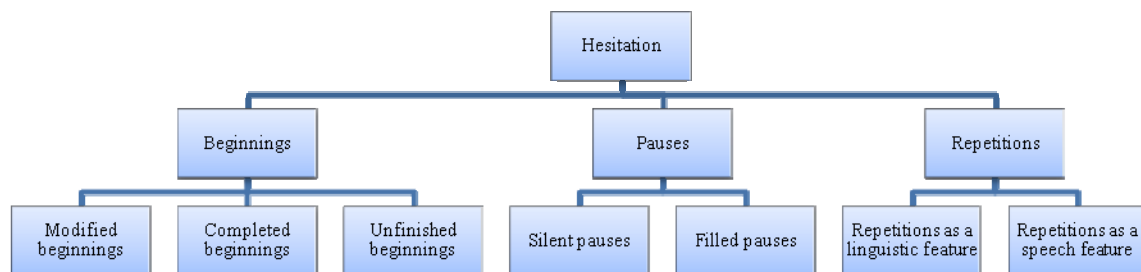 Hesitation
Beginnings
Pauses
Repetitions
Modified
beginnings
Completed
beginnings
Unfinished
beginnings
Silent pauses
Filled pauses
Repetitions as a
linguistic feature
Repetitions as a
speech feature